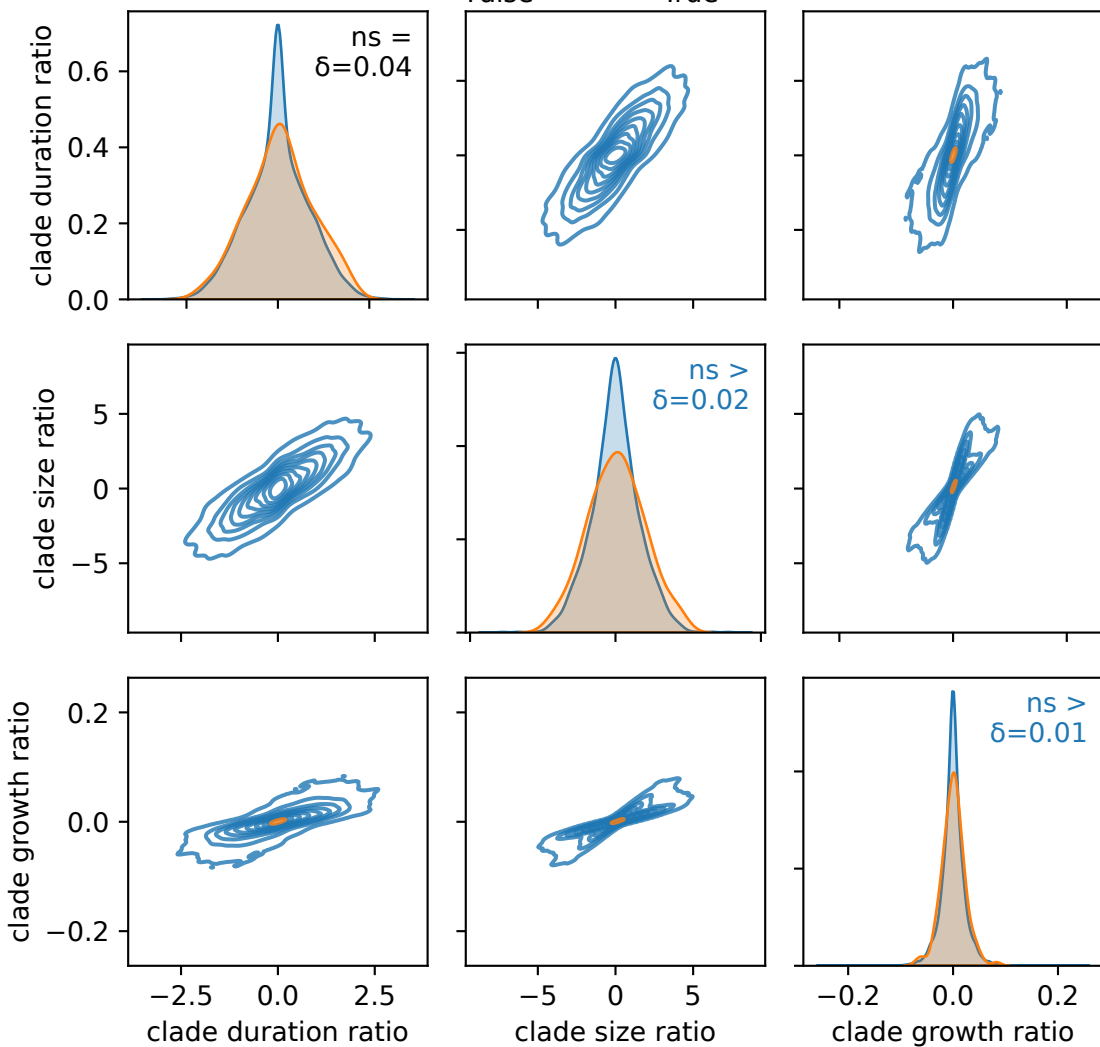 ns =
δ=0.04
clade duration ratio
0.6
0.4
0.2
0.0
ns >
δ=0.02
clade size ratio
5
0
−5
ns >
δ=0.01
clade growth ratio
0.2
0.0
−0.2
−2.5 0.0 2.5 −5 0 5 −0.2 0.0 0.2
clade duration ratio clade size ratio clade growth ratio